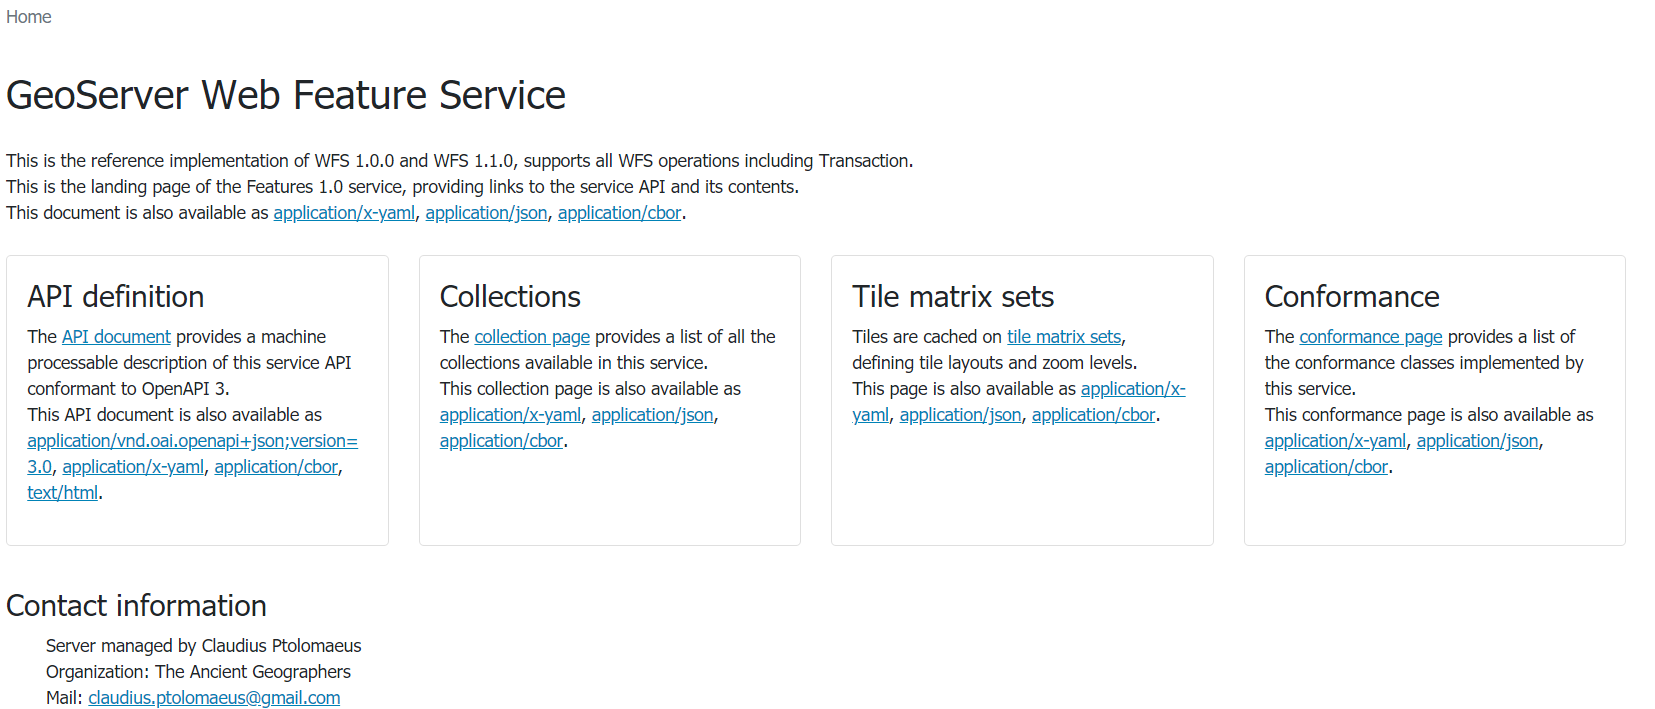 Home
GeoServer Web Feature Service
This is the reference implementation of WFS 1.0.0 and WFS 1.1.0, supports all WFS operations including Transaction.
This is the landing page of the Features 1.0 service, providing links to the service API and its contents.
This document is also available as application/x-yaml, application/json, application/cbor.
API definition
The API document provides a machine
processable description of this service API
conformant to OpenAPI 3.
This API document is also available as
application/vnd.oai.openapi+json;version=
3.0, application/x-yaml, application/cbor,
text/html.
Collections
The collection page provides a list of all the
collections available in this service.
This collection page is also available as
application/x-yaml, application/json,
application/cbor.
Tile matrix sets
Tiles are cached on tile matrix sets,
defining tile layouts and zoom levels.
This page is also available as application/x-
yaml, application/json, application/cbor.
Conformance
The conformance page provides a list of
the conformance classes implemented by
this service.
This conformance page is also available as
application/x-yaml, application/json,
application/cbor.
Contact information
Server managed by Claudius Ptolomaeus
Organization: The Ancient Geographers
Mail: claudius.ptolomaeus@gmail.com